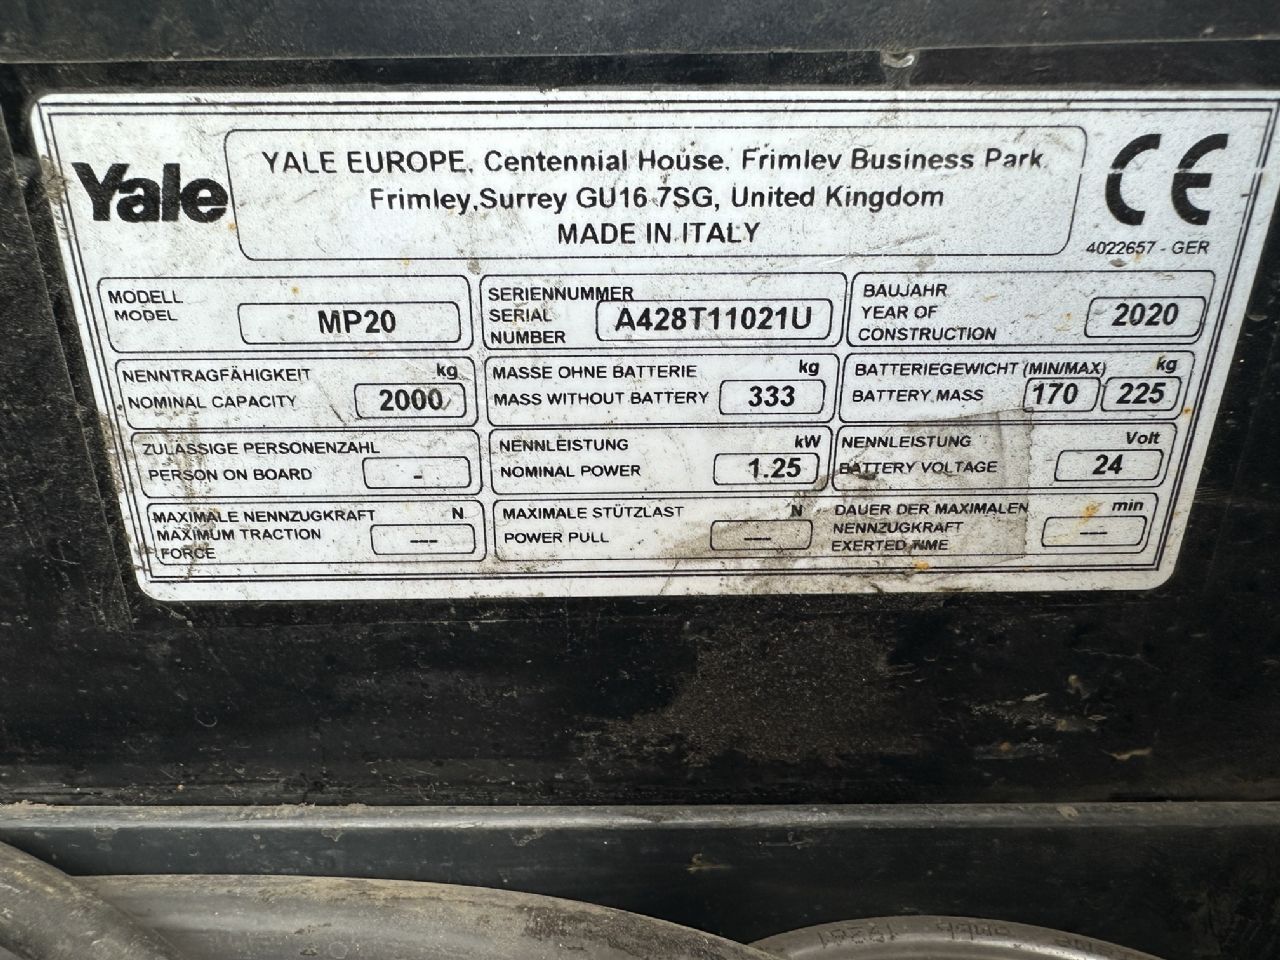 Yale
YALE EUROPE, Centennial House, Frimley Business Park,
Frimley,Surrey GU16 7SG, United Kingdom
MADE IN ITALY
CE
4022657 - GER
MODELL
MODEL
MP20
SERIENNUMMER
SERIAL
NUMBER
A428T11021U
BAUJAHR
YEAR OF
CONSTRUCTION
2020
NENNTRAGFÄHIGKEIT
NOMINAL CAPACITY
kg
2000
MASSE OHNE BATTERIE
MASS WITHOUT BATTERY
kg
333
BATTERIEGEWICHT (MIN/MAX)
BATTERY MASS
kg
170 225
ZULÄSSIGE PERSONENZAHL
PERSON ON BOARD
-
NENNLEISTUNG
NOMINAL POWER
kW
1.25
NENNLEISTUNG
BATTERY VOLTAGE
Volt
24
MAXIMALE NENNZUGKRAFT
MAXIMUM TRACTION
FORCE
N
---
MAXIMALE STÜTZLAST
POWER PULL
N
---
DAUER DER MAXIMALEN
NENNZUGKRAFT
EXERTED TIME
min
---